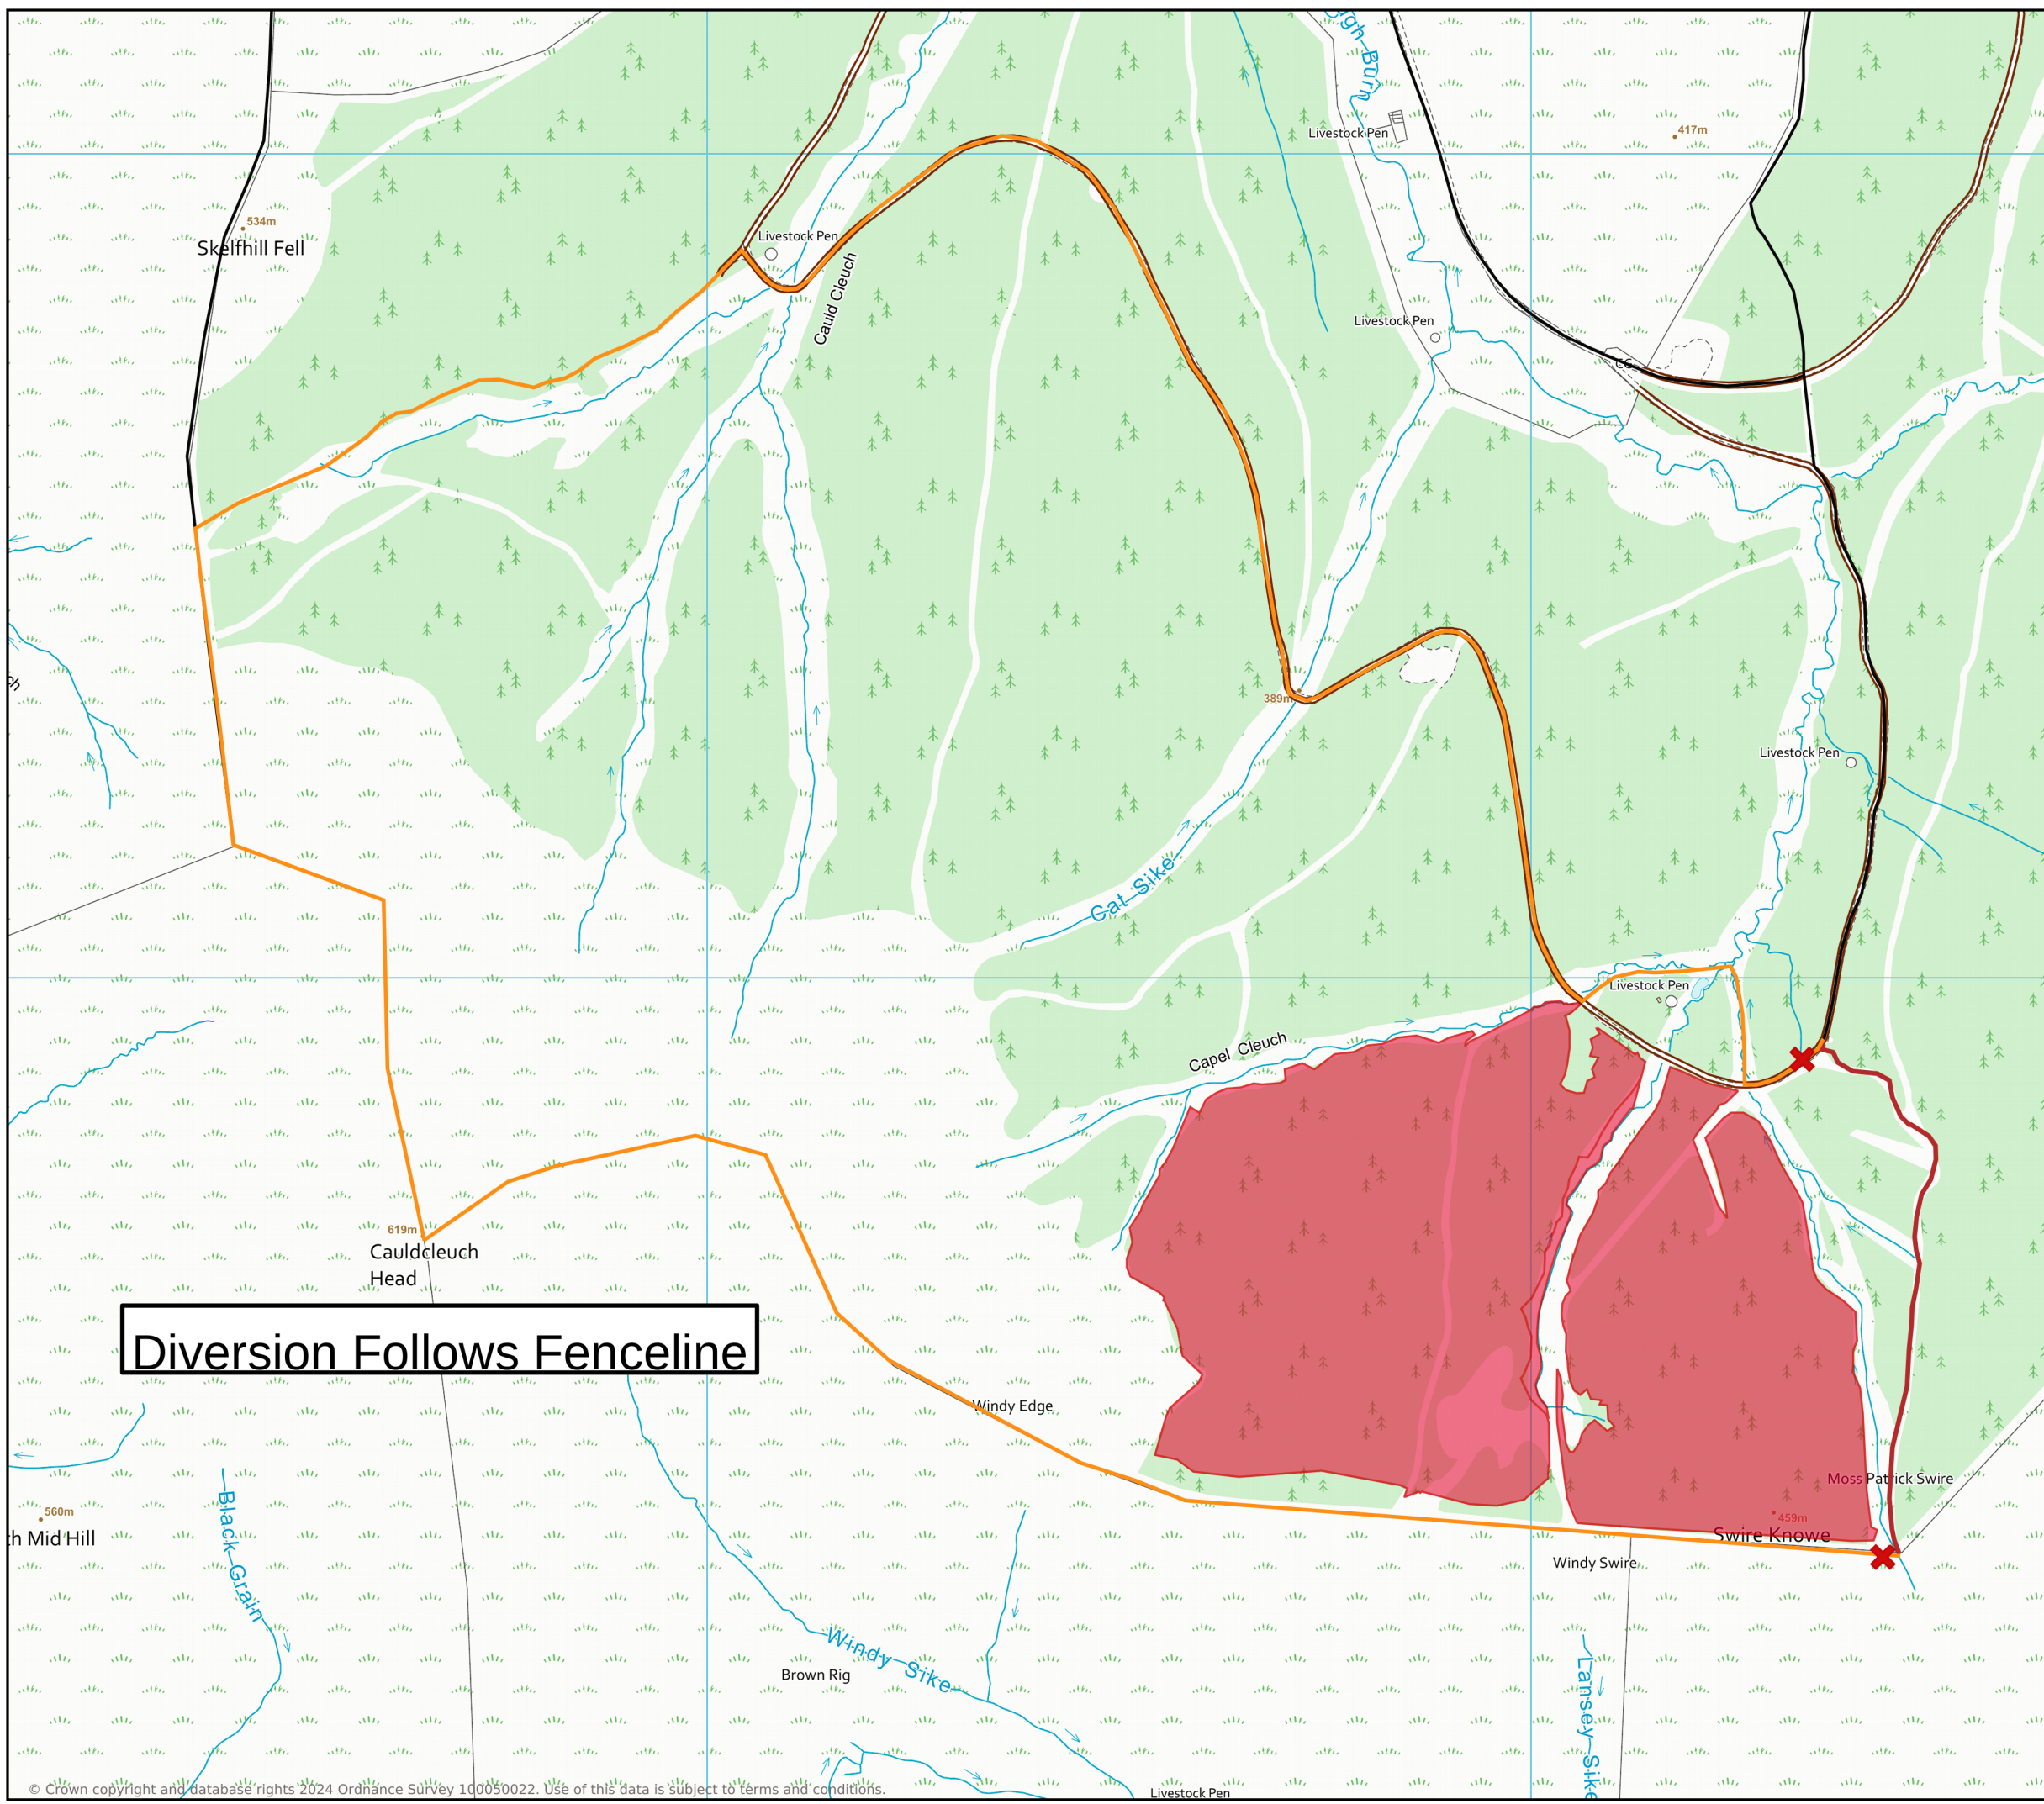 ugh Burn
Livestock Pen
417m
534m
Skelfhill Fell
Livestock Pen
Cauld Cleuch
Livestock Pen
CG
389m
Livestock Pen
Cat Sike
Livestock Pen
Capel Cleuch
619m
Cauldcleuch
Head
Diversion Follows Fenceline
Windy Edge
Moss Patrick Swire
459m
Swire Knowe
Windy Swire
560m
th Mid Hill
Black Grain
Windy Sike
Brown Rig
Lansey Sike
Livestock Pen
© Crown copyright and database rights 2024 Ordnance Survey 100050022. Use of this data is subject to terms and conditions.